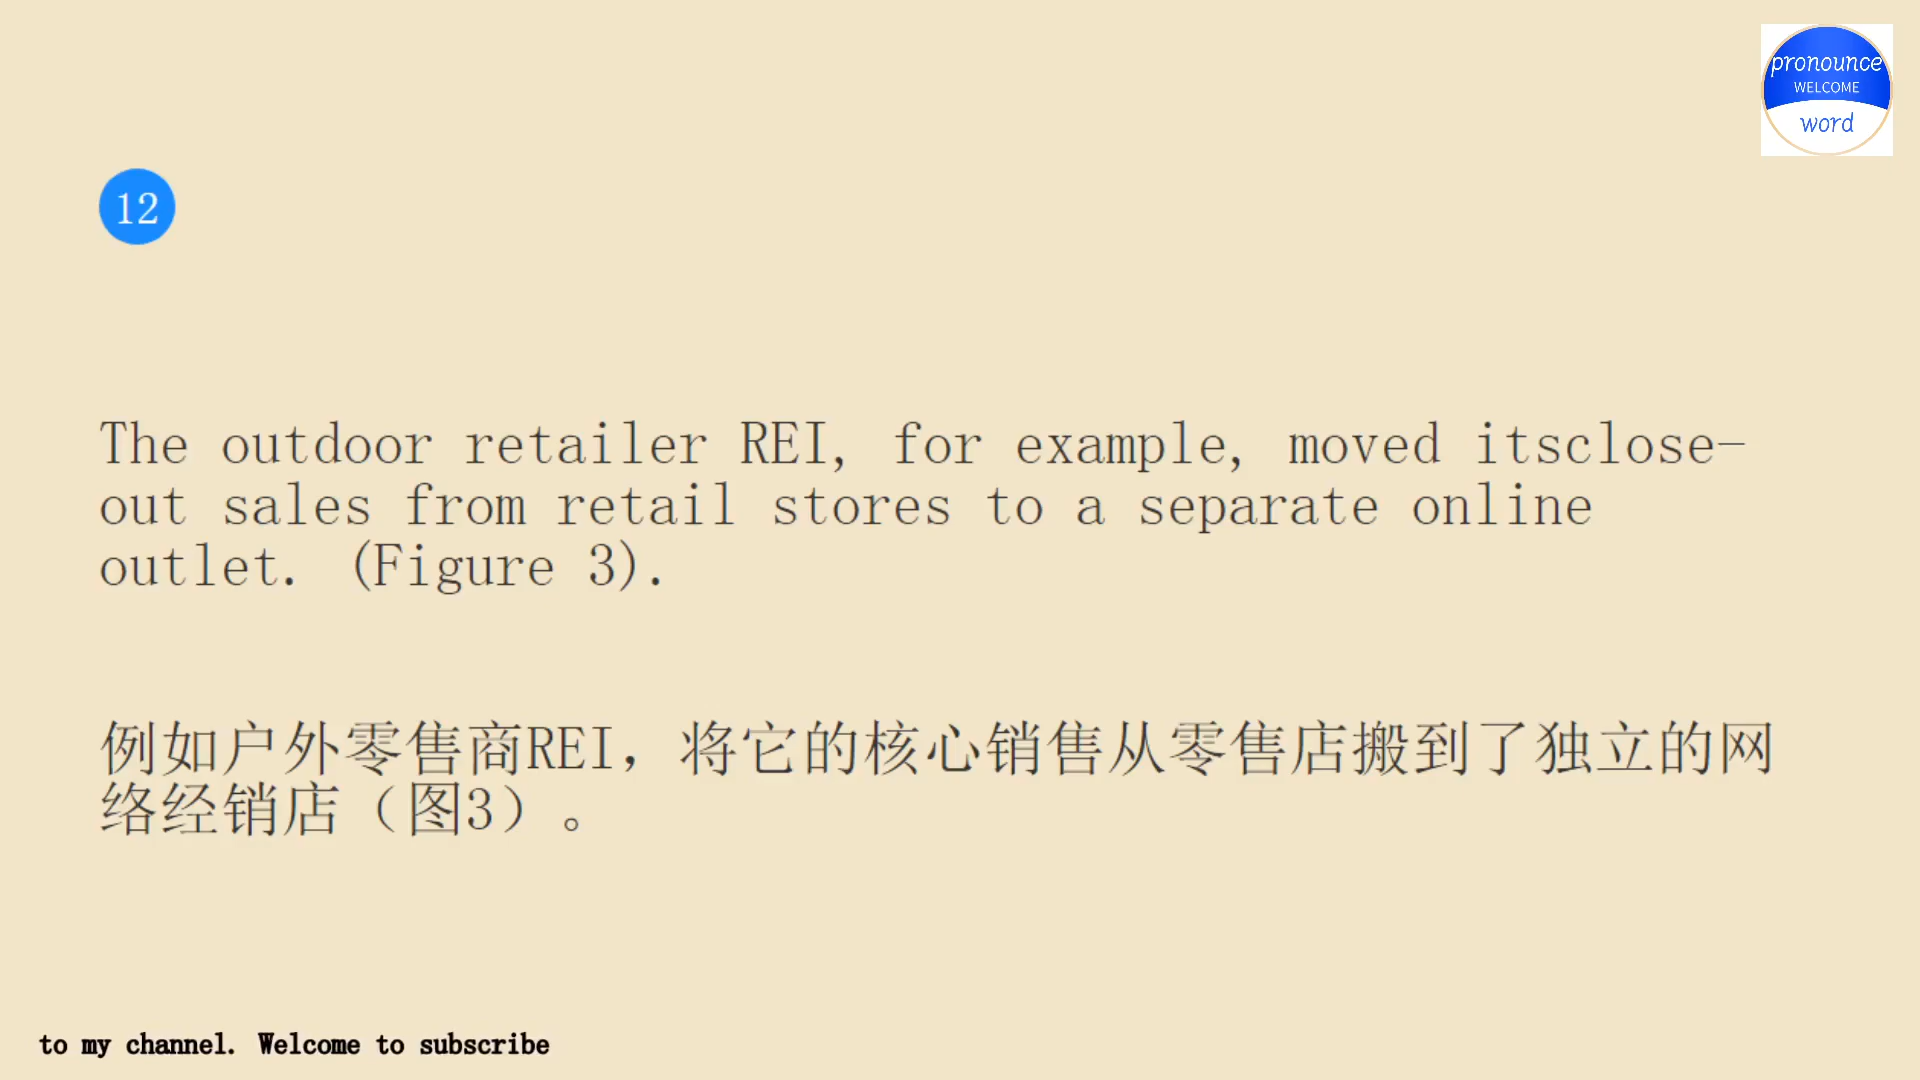 pronounce
WELCOME
word
12
The outdoor retailer REI, for example, moved itsclose-
out sales from retail stores to a separate online
outlet. (Figure 3).
例如户外零售商REI，将它的核心销售从零售店搬到了独立的网
络经销店（图3）。
to my channel. Welcome to subscribe